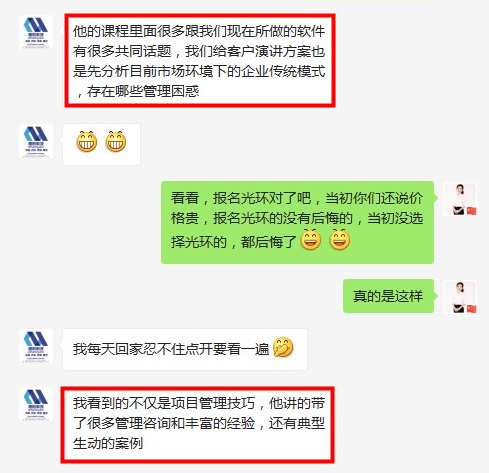 他的课程里面很多跟我们现在所做的软件
有很多共同话题，我们给客户演讲方案也
是先分析目前市场环境下的企业传统模式
，存在哪些管理困惑
看看，报名光环对了吧，当初你们还说价
格贵，报名光环的没有后悔的，当初没选
择光环的，都后悔了
真的是这样
我每天回家忍不住点开要看一遍
我看到的不仅是项目管理技巧，他讲的带
了很多管理咨询和丰富的经验，还有典型
生动的案例